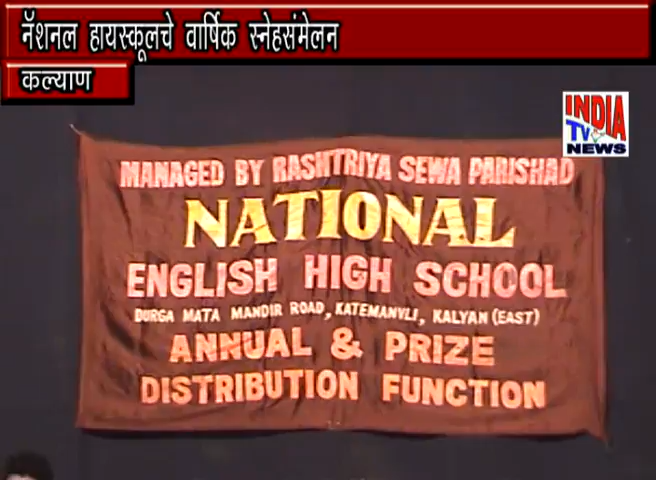 नॅशनल हायस्कूलचे वार्षिक स्नेहसंमेलन
कल्याण
INDIA
TV
NEWS
MANAGED BY RASHTRIYA SEWA PARISHAD
NATIONAL
ENGLISH HIGH SCHOOL
DURGA MATA MANDIR ROAD, KATEMANVLI, KALYAN (EAST)
ANNUAL & PRIZE
DISTRIBUTION FUNCTION